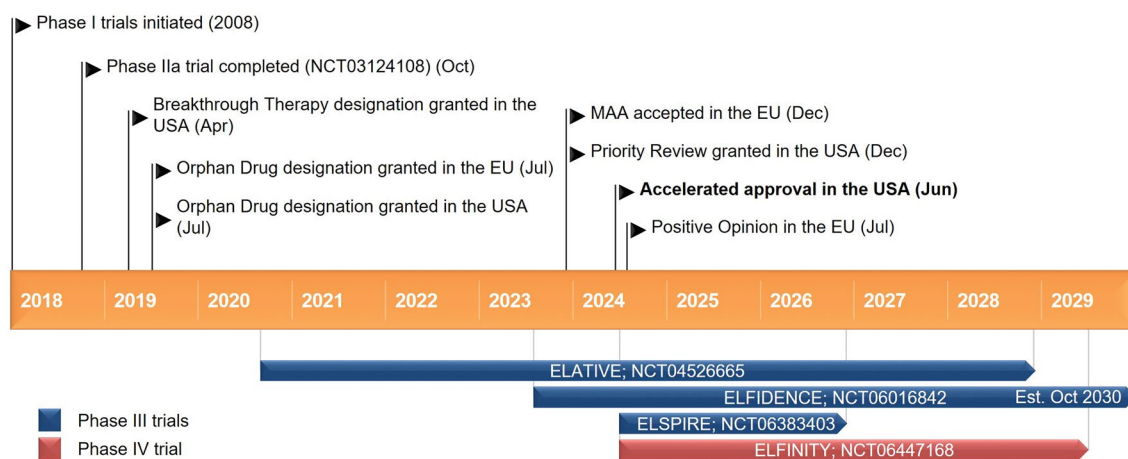 Phase I trials initiated (2008)
Phase IIa trial completed (NCT03124108) (Oct)
Breakthrough Therapy designation granted in the
USA (Apr)
Orphan Drug designation granted in the EU (Jul)
Orphan Drug designation granted in the USA
(Jul)
MAA accepted in the EU (Dec)
Priority Review granted in the USA (Dec)
Accelerated approval in the USA (Jun)
Positive Opinion in the EU (Jul)
2018 2019 2020 2021 2022 2023 2024 2025 2026 2027 2028 2029
ELATIVE; NCT04526665
ELFIDENCE; NCT06016842 Est. Oct 2030
ELSPIRE; NCT06383403
ELFINITY; NCT06447168
Phase III trials
Phase IV trial